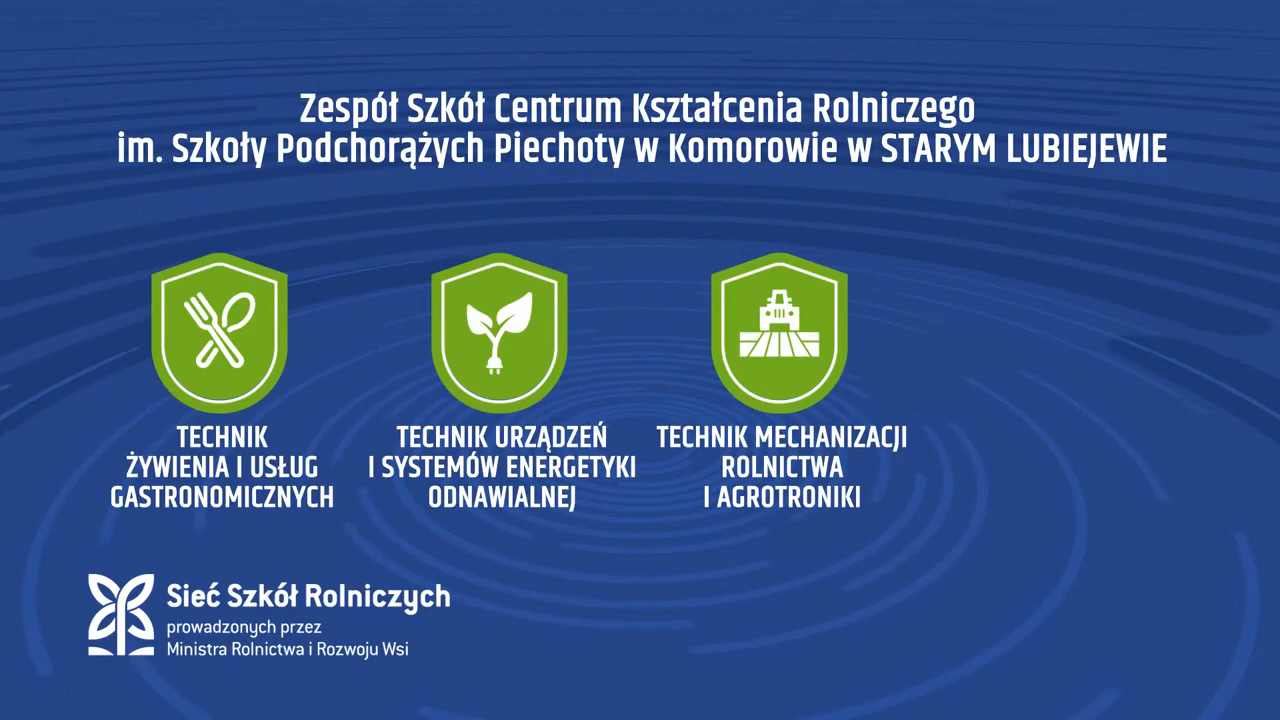 Zespół Szkół Centrum Kształcenia Rolniczego
im. Szkoły Podchorążych Piechoty w Komorowie w STARYM LUBIEJEWIE
TECHNIK
ŻYWIENIA I USŁUG
GASTRONOMICZNYCH
TECHNIK URZĄDZEŃ
I SYSTEMÓW ENERGETYKI
ODNAWIALNEJ
TECHNIK MECHANIZACJI
ROLNICTWA
I AGROTRONIKI
Sieć Szkół Rolniczych
prowadzonych przez
Ministra Rolnictwa i Rozwoju Wsi